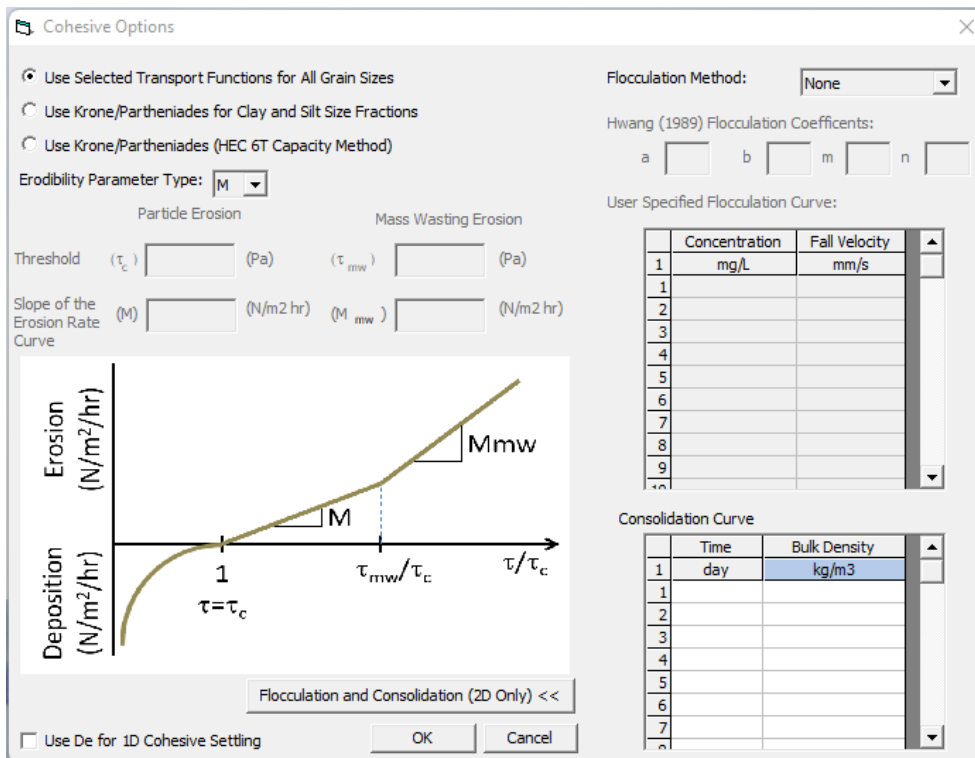 Cohesive Options
Use Selected Transport Functions for All Grain Sizes
Use Krone/Partheniades for Clay and Silt Size Fractions
Use Krone/Partheniades (HEC 6T Capacity Method)
Erodibility Parameter Type: M
Particle Erosion Mass Wasting Erosion
Threshold (τc) (Pa) (τmw) (Pa)
Slope of the
Erosion Rate
Curve
(M) (N/m2 hr) (M mw) (N/m2 hr)
Erosion
(N/m²/hr)
Deposition
(N/m²/hr)
Mmw
M
1
τ=τc
τmw/τc
τ/τc
Flocculation and Consolidation (2D Only) <<
Use De for 1D Cohesive Settling
OK
Cancel
Flocculation Method: None
Hwang (1989) Flocculation Coefficents:
a b m n
User Specified Flocculation Curve:
Concentration Fall Velocity
1 mg/L mm/s
1
2
3
4
5
6
7
8
9
10
Consolidation Curve
Time Bulk Density
1 day kg/m3
1
2
3
4
5
6
7